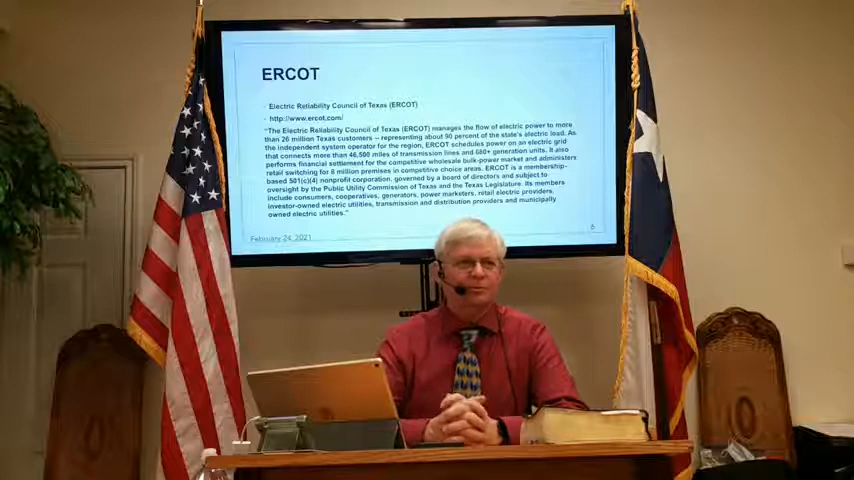 ERCOT
Electric Reliability Council of Texas (ERCOT)
http://www.ercot.com/
"The Electric Reliability Council of Texas (ERCOT) manages the flow of electric power to more
than 26 million Texas customers -- representing about 90 percent of the state's electric load. As
the independent system operator for the region, ERCOT schedules power on an electric grid
that connects more than 46,500 miles of transmission lines and 680+ generation units. It also
performs financial settlement for the competitive wholesale bulk-power market and administers
retail switching for 8 million premises in competitive choice areas. ERCOT is a membership-
based 501(c)(4) nonprofit corporation, governed by a board of directors and subject to
oversight by the Public Utility Commission of Texas and the Texas Legislature. Its members
include consumers, cooperatives, generators, power marketers, retail electric providers,
investor-owned electric utilities, transmission and distribution providers and municipally
owned electric utilities."
February 24, 2021
6